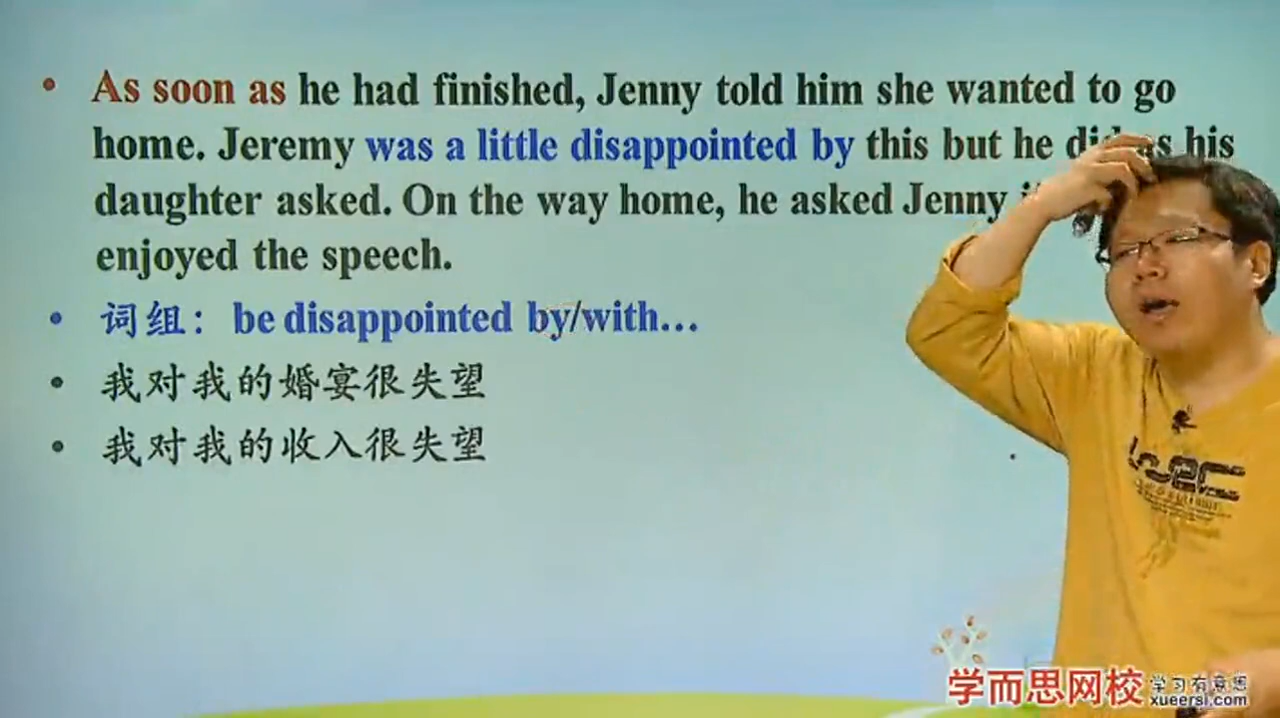 As soon as he had finished, Jenny told him she wanted to go
home. Jeremy was a little disappointed by this but he did as his
daughter asked. On the way home, he asked Jenny
enjoyed the speech.
词组：be disappointed by/with…
我对我的婚宴很失望
我对我的收入很失望
学而思网校 学习有意思
xueersi.com